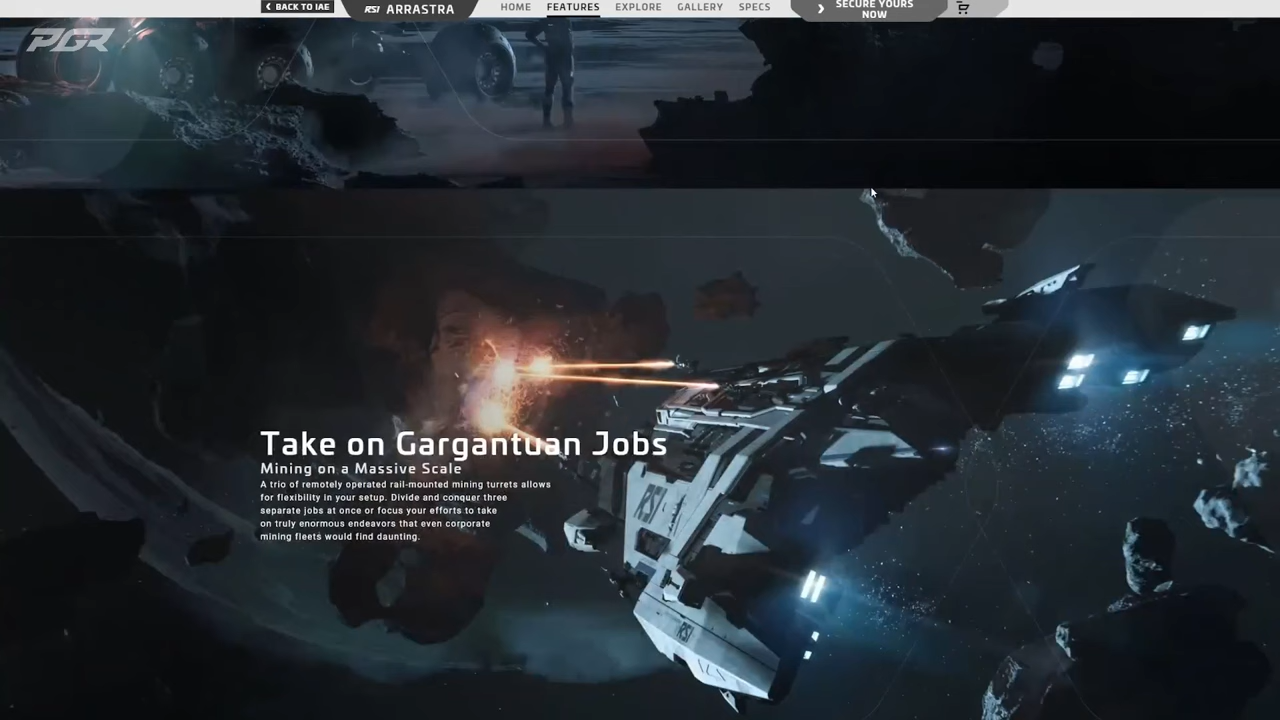 BACK TO IAE
RSI ARRASTRA
HOME FEATURES EXPLORE GALLERY SPECS
SECURE YOURS
NOW
PGR
Take on Gargantuan Jobs
Mining on a Massive Scale
A trio of remotely operated rail-mounted mining turrets allows
for flexibility in your setup. Divide and conquer three
separate jobs at once or focus your efforts to take
on truly enormous endeavors that even corporate
mining fleets would find daunting.
RSI
RSI